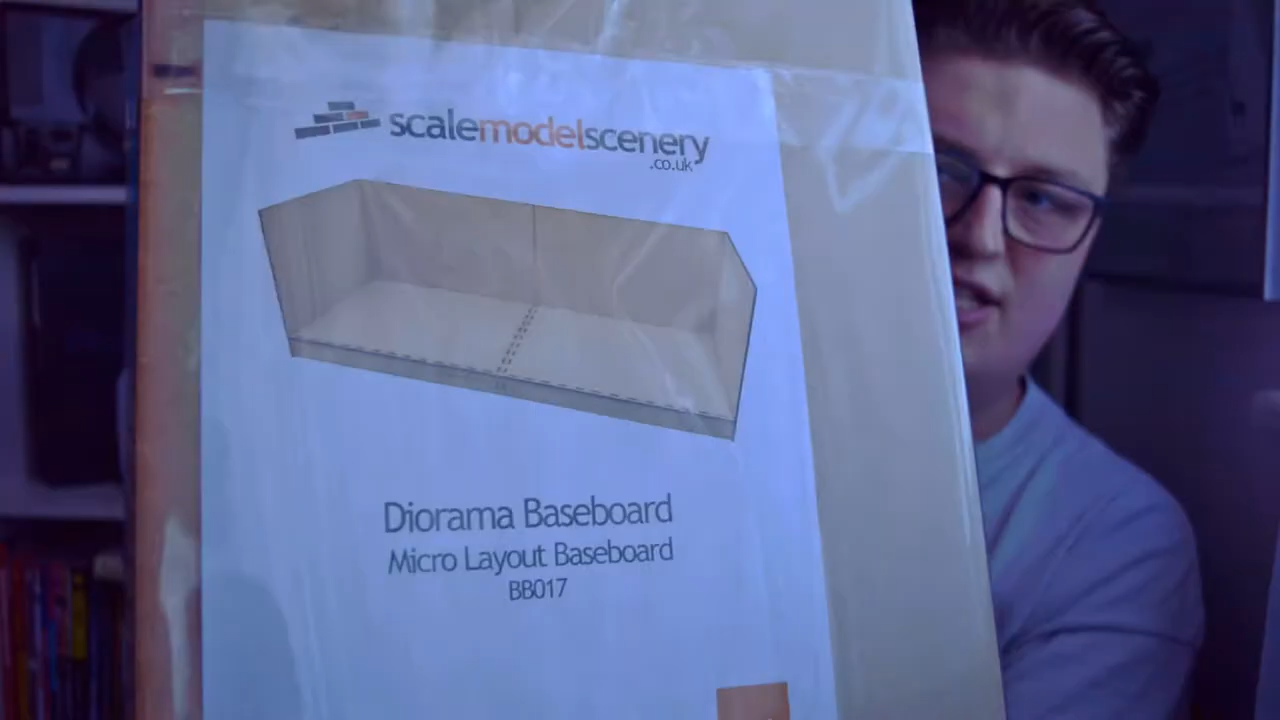 scalemodelscenery
.co.uk
Diorama Baseboard
Micro Layout Baseboard
BB017